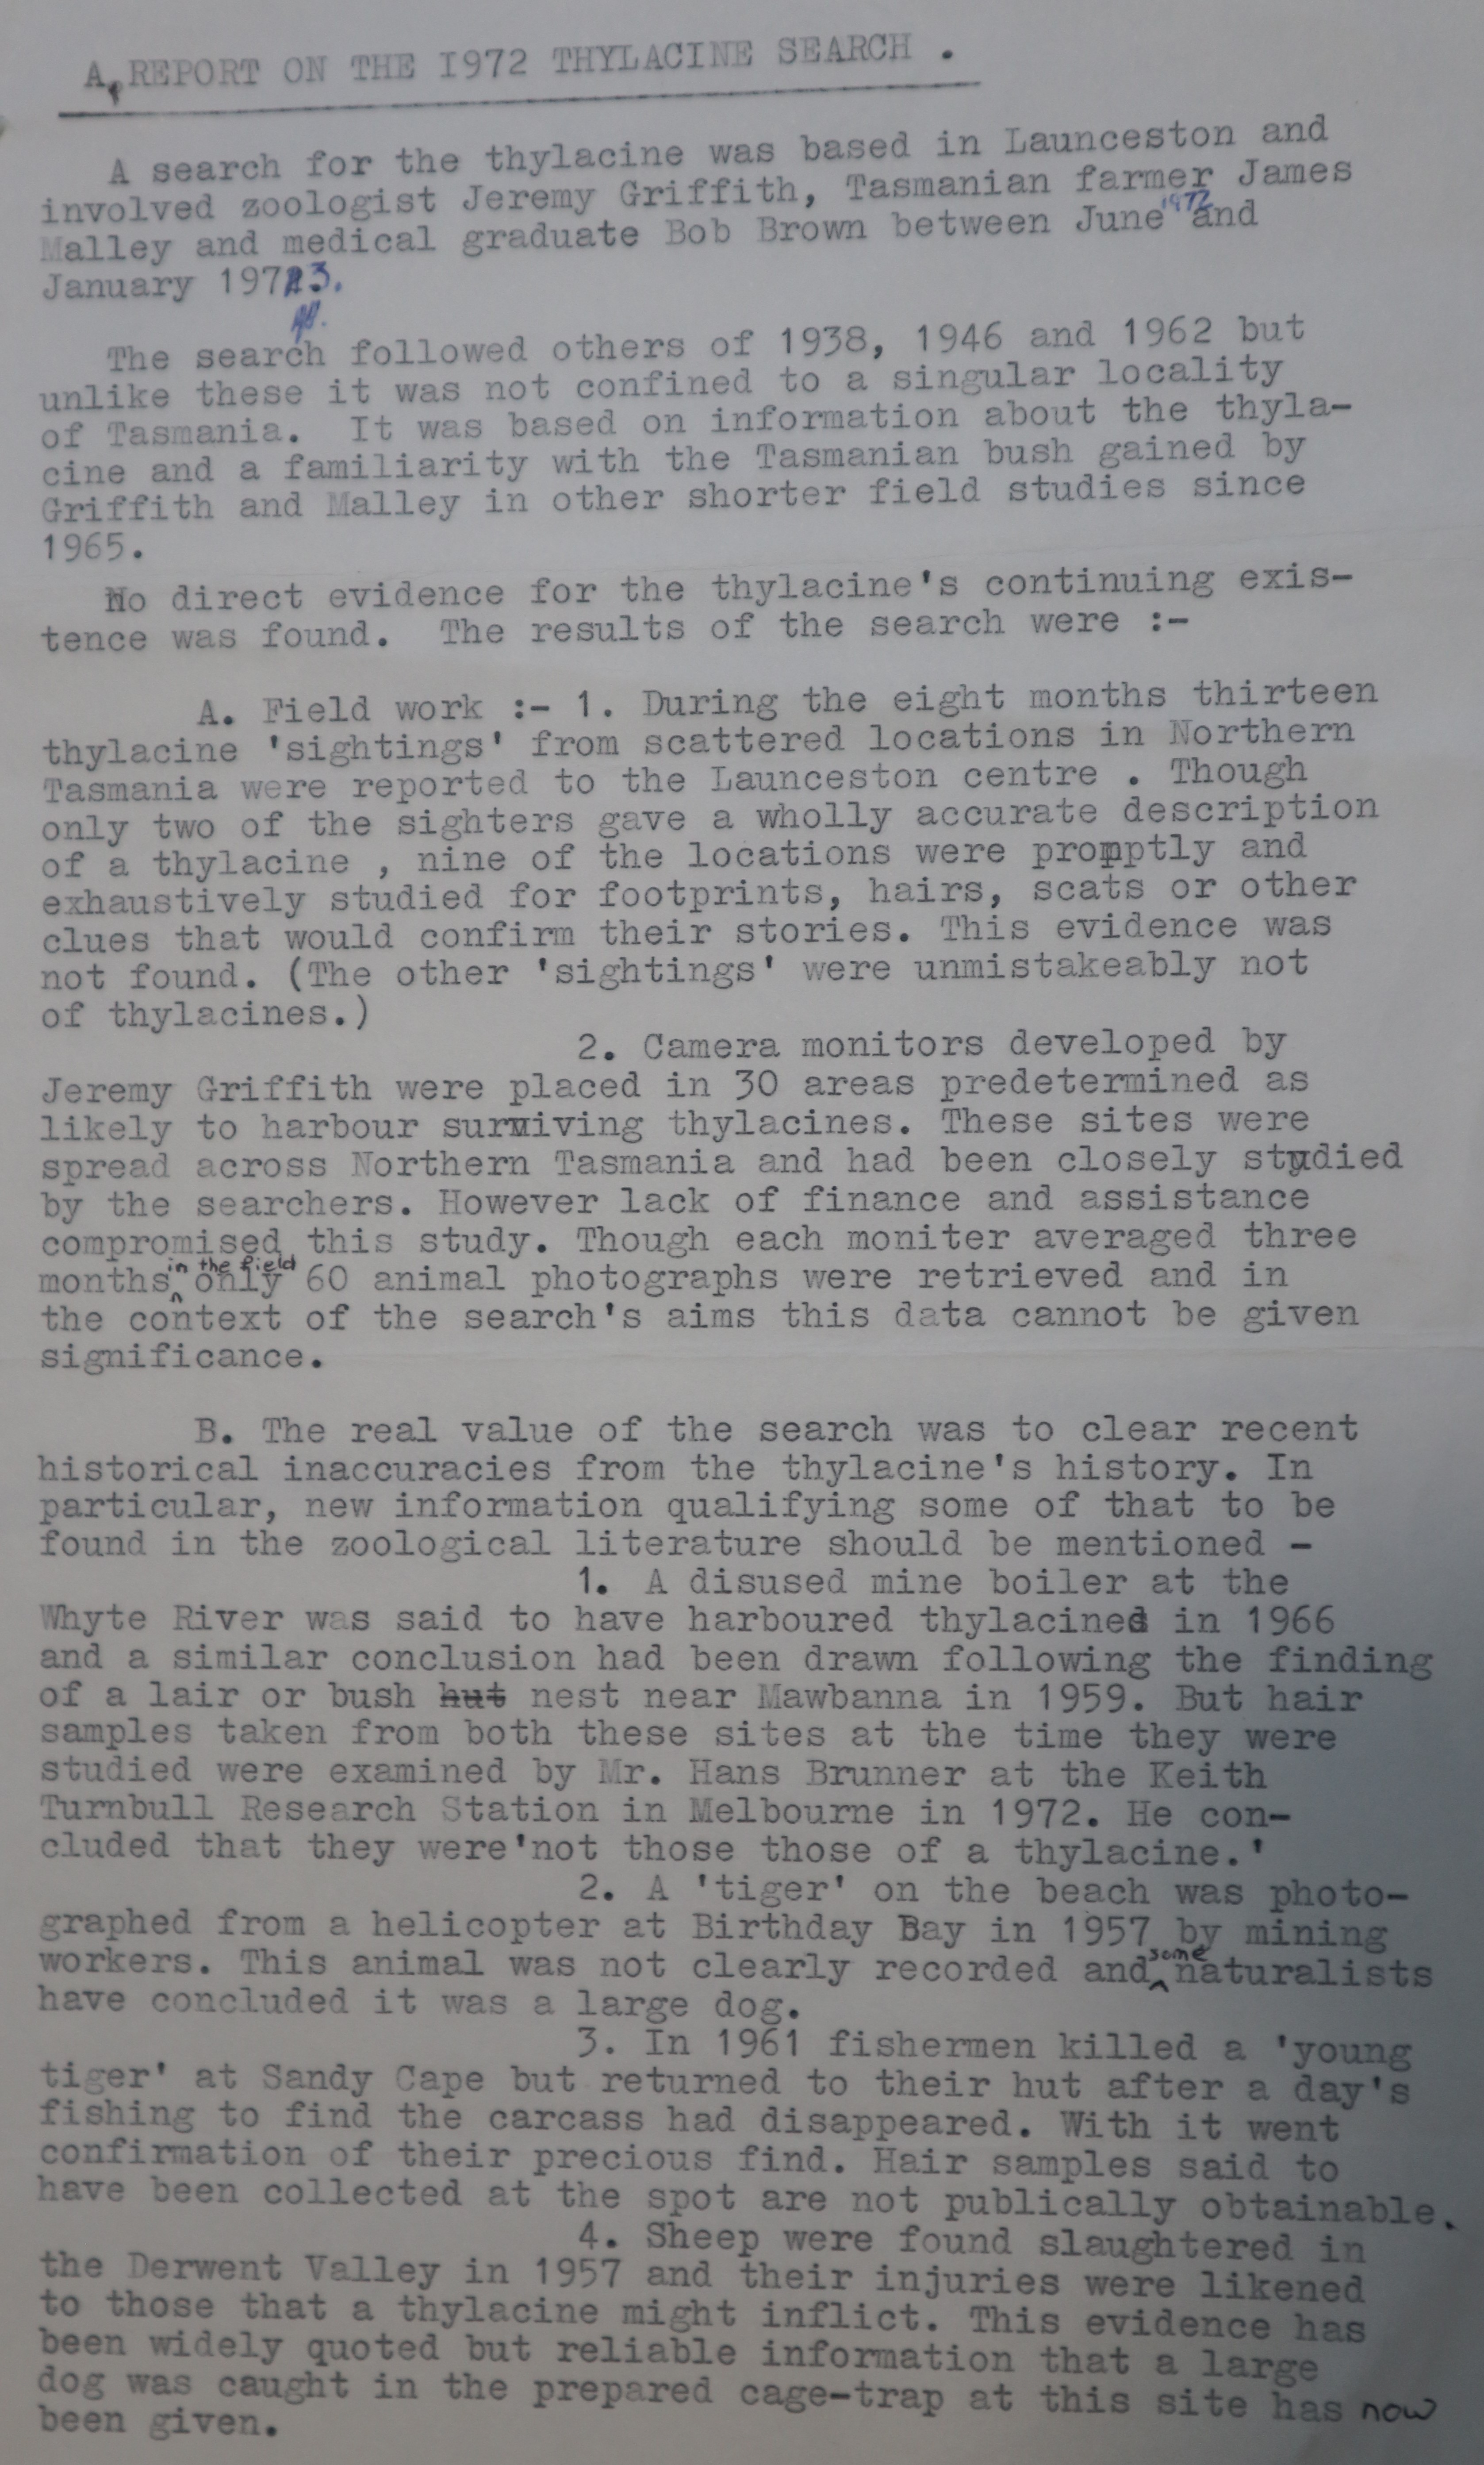 A REPORT ON THE I972 THYLACINE SEARCH .
A search for the thylacine was based in Launceston and
involved zoologist Jeremy Griffith, Tasmanian farmer James
Malley and medical graduate Bob Brown between June 1972 and
January 1973.
The search followed others of 1938, 1946 and 1962 but
unlike these it was not confined to a singular locality
of Tasmania. It was based on information about the thyla-
cine and a familiarity with the Tasmanian bush gained by
Griffith and Malley in other shorter field studies since
1965.
No direct evidence for the thylacine's continuing exis-
tence was found. The results of the search were :-
A. Field work :- 1. During the eight months thirteen
thylacine 'sightings' from scattered locations in Northern
Tasmania were reported to the Launceston centre . Though
only two of the sighters gave a wholly accurate description
of a thylacine , nine of the locations were promptly and
exhaustively studied for footprints, hairs, scats or other
clues that would confirm their stories. This evidence was
not found. (The other 'sightings' were unmistakeably not
of thylacines.)
2. Camera monitors developed by
Jeremy Griffith were placed in 30 areas predetermined as
likely to harbour surviving thylacines. These sites were
spread across Northern Tasmania and had been closely studied
by the searchers. However lack of finance and assistance
compromised this study. Though each moniter averaged three
months in the field only 60 animal photographs were retrieved and in
the context of the search's aims this data cannot be given
significance.
B. The real value of the search was to clear recent
historical inaccuracies from the thylacine's history. In
particular, new information qualifying some of that to be
found in the zoological literature should be mentioned -
1. A disused mine boiler at the
Whyte River was said to have harboured thylacines in 1966
and a similar conclusion had been drawn following the finding
of a lair or bush hut nest near Mawbanna in 1959. But hair
samples taken from both these sites at the time they were
studied were examined by Mr. Hans Brunner at the Keith
Turnbull Research Station in Melbourne in 1972. He con-
cluded that they were'not those those of a thylacine.'
2. A 'tiger' on the beach was photo-
graphed from a helicopter at Birthday Bay in 1957 by mining
workers. This animal was not clearly recorded and some naturalists
have concluded it was a large dog.
3. In 1961 fishermen killed a 'young
tiger' at Sandy Cape but returned to their hut after a day's
fishing to find the carcass had disappeared. With it went
confirmation of their precious find. Hair samples said to
have been collected at the spot are not publically obtainable.
4. Sheep were found slaughtered in
the Derwent Valley in 1957 and their injuries were likened
to those that a thylacine might inflict. This evidence has
been widely quoted but reliable information that a large
dog was caught in the prepared cage-trap at this site has now
been given.